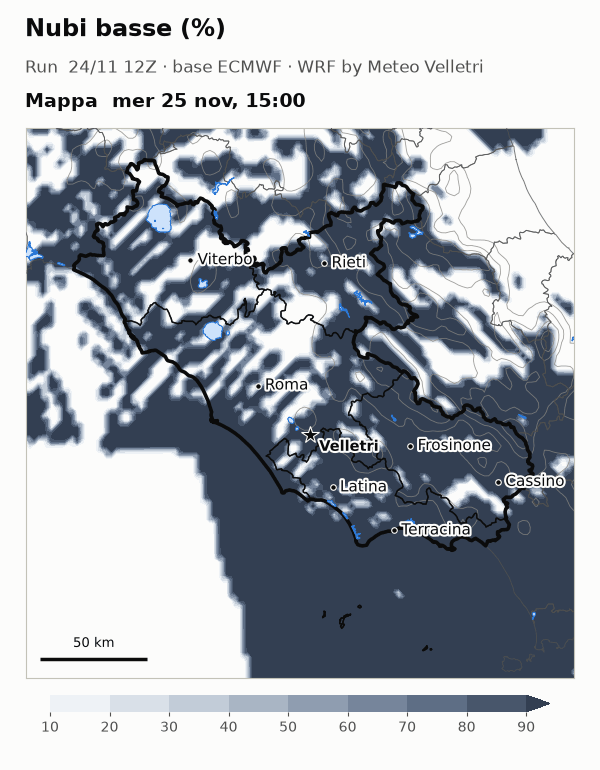 Nubi basse (%)
Run  24/11 12Z · base ECMWF · WRF by Meteo Velletri
Mappa  mer 25 nov, 15:00
Viterbo
Rieti
Roma
Velletri
Frosinone
Latina
Cassino
Terracina
50 km
10 20 30 40 50 60 70 80 90